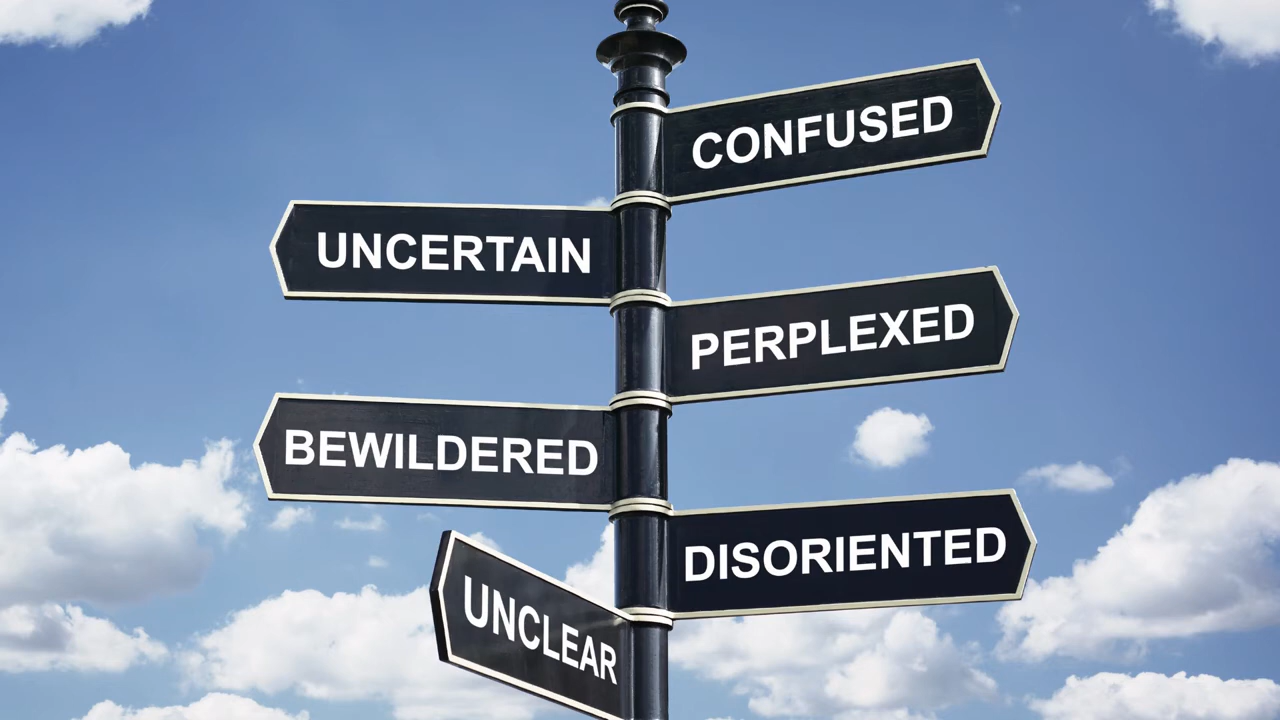 CONFUSED
UNCERTAIN
PERPLEXED
BEWILDERED
DISORIENTED
UNCLEAR